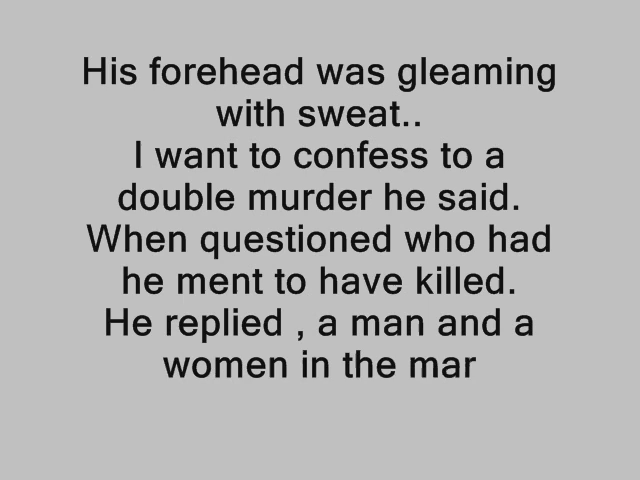 His forehead was gleaming
with sweat..
I want to confess to a
double murder he said.
When questioned who had
he ment to have killed.
He replied , a man and a
women in the mar